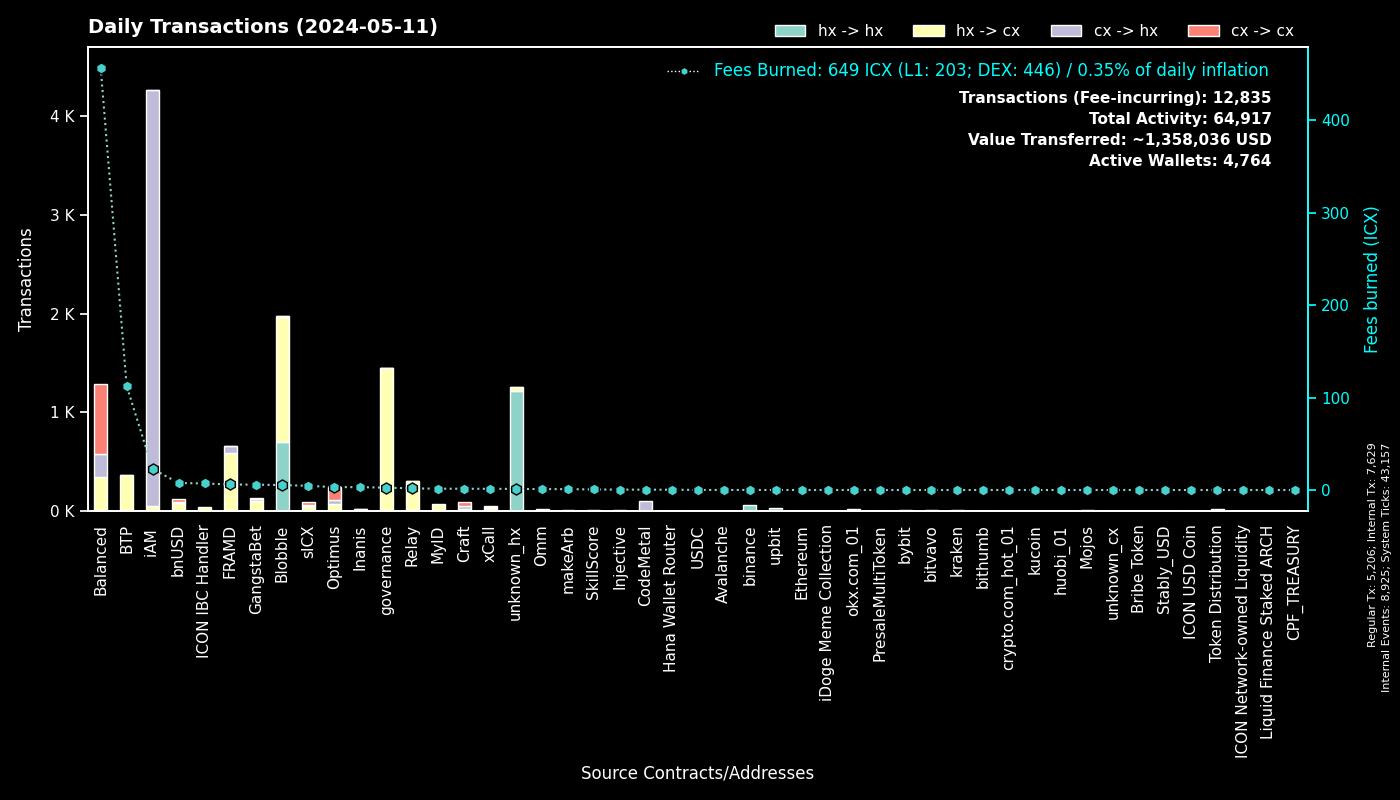 Daily Transactions (2024-05-11)
hx -> hx
hx -> cx
cx -> hx
cx -> cx
Fees Burned: 649 ICX (L1: 203; DEX: 446) / 0.35% of daily inflation
Transactions (Fee-incurring): 12,835
Total Activity: 64,917
Value Transferred: ~1,358,036 USD
Active Wallets: 4,764
Transactions
4 K
3 K
2 K
1 K
0 K
400
300
200
100
0
Fees burned (ICX)
Balanced
BTP
iAM
bnUSD
ICON IBC Handler
FRAMD
GangstaBet
Blobble
sICX
Optimus
Inanis
governance
Relay
MyID
Craft
xCall
unknown_hx
Omm
makeArb
SkillScore
Injective
CodeMetal
Hana Wallet Router
USDC
Avalanche
binance
upbit
Ethereum
iDoge Meme Collection
okx.com_01
PresaleMultiToken
bybit
bitvavo
kraken
bithumb
crypto.com_hot_01
kucoin
huobi_01
Mojos
unknown_cx
Bribe Token
Stably_USD
ICON USD Coin
Token Distribution
ICON Network-owned Liquidity
Liquid Finance Staked ARCH
CPF_TREASURY
Source Contracts/Addresses
Regular Tx: 5,206; Internal Tx: 7,629
Internal Events: 8,925; System Ticks: 43,157